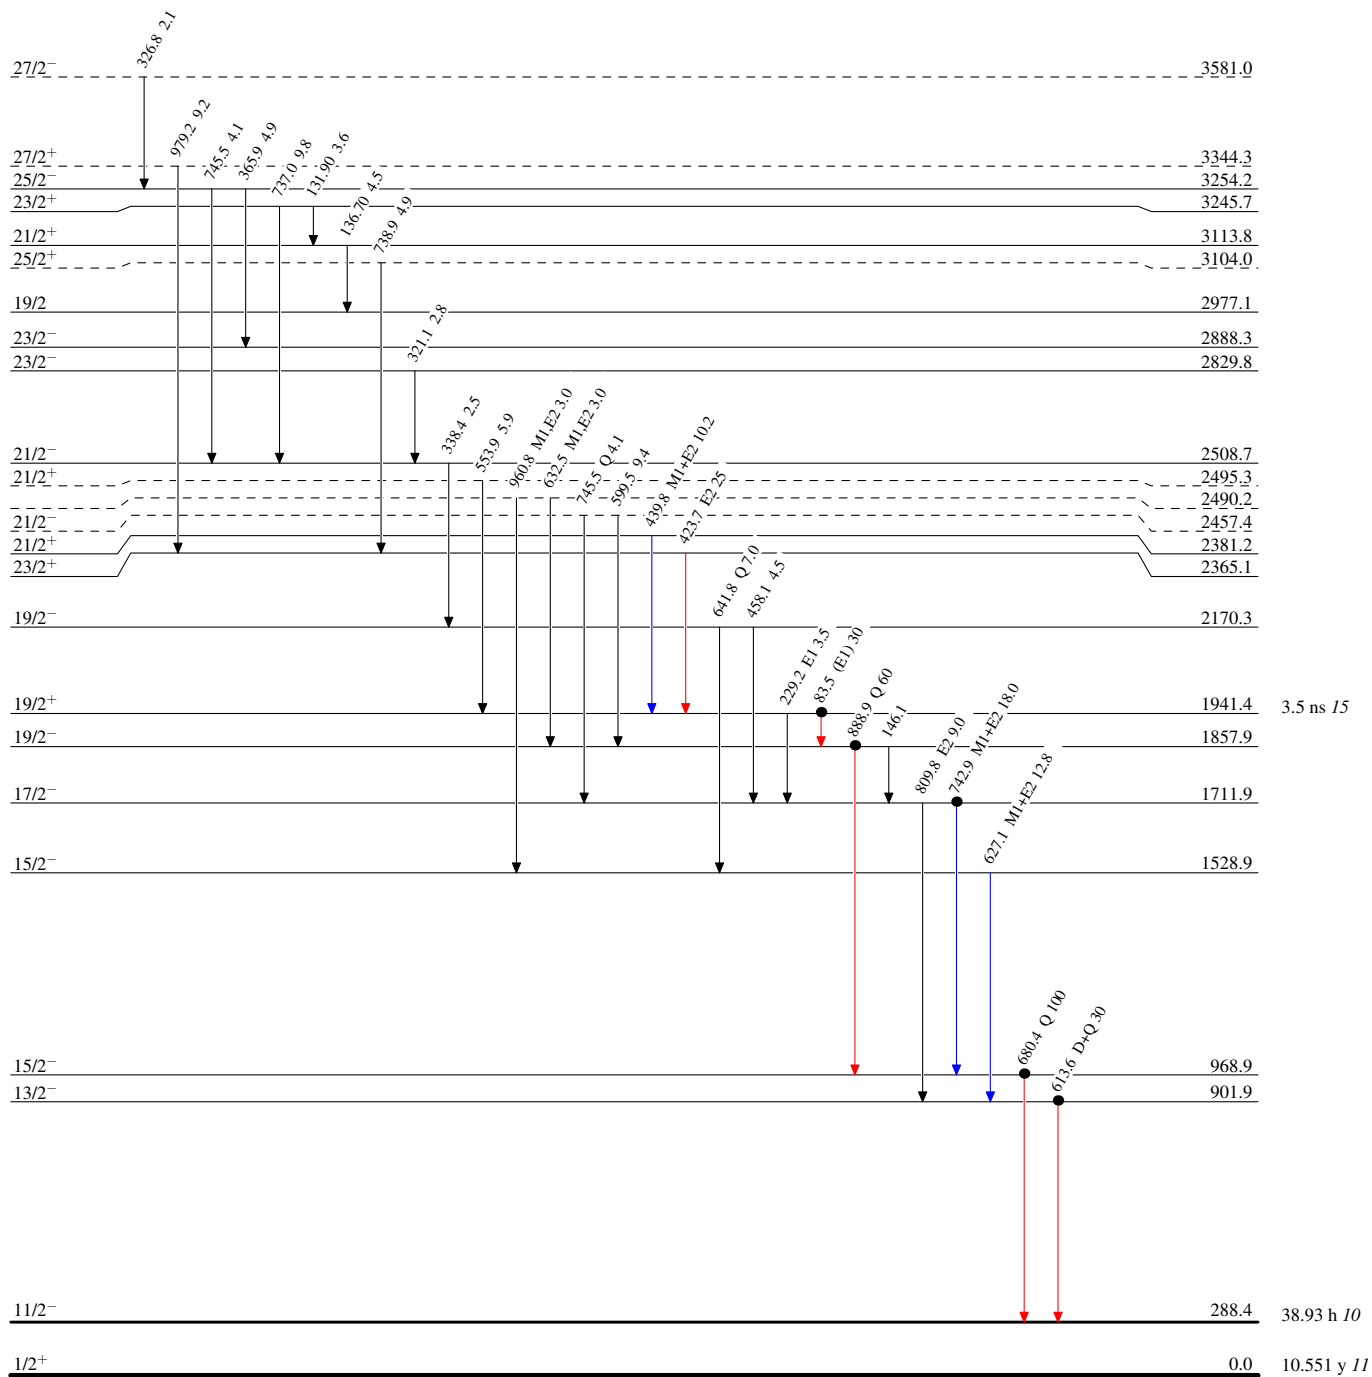 326.8 2.1
27/2− 3581.0
979.2 9.2
745.5 4.1
365.9 4.9
737.0 9.8
131.90 3.6
27/2+ 3344.3
25/2− 3254.2
23/2+ 3245.7
136.70 4.5
738.9 4.9
21/2+ 3113.8
25/2+ 3104.0
19/2 2977.1
321.1 2.8
23/2− 2888.3
23/2− 2829.8
338.4 2.5
553.9 5.9
960.8 M1,E2 3.0
632.5 M1,E2 3.0
745.5 Q 4.1
599.5 9.4
439.8 M1+E2 10.2
423.7 E2 25
21/2− 2508.7
21/2+ 2495.3
2490.2
21/2− 2457.4
21/2+ 2381.2
23/2+ 2365.1
641.8 Q 7.0
458.1 4.5
19/2− 2170.3
229.2 E1 3.5
83.5 (E1) 30
888.9 Q 60
146.1
19/2+ 1941.4 3.5 ns 15
19/2− 1857.9
809.8 E2 9.0
742.9 M1+E2 18.0
627.1 M1+E2 12.8
17/2− 1711.9
15/2− 1528.9
680.4 Q 100
613.6 D+Q 30
15/2− 968.9
13/2− 901.9
11/2− 288.4 38.93 h 10
1/2+ 0.0 10.551 y 11